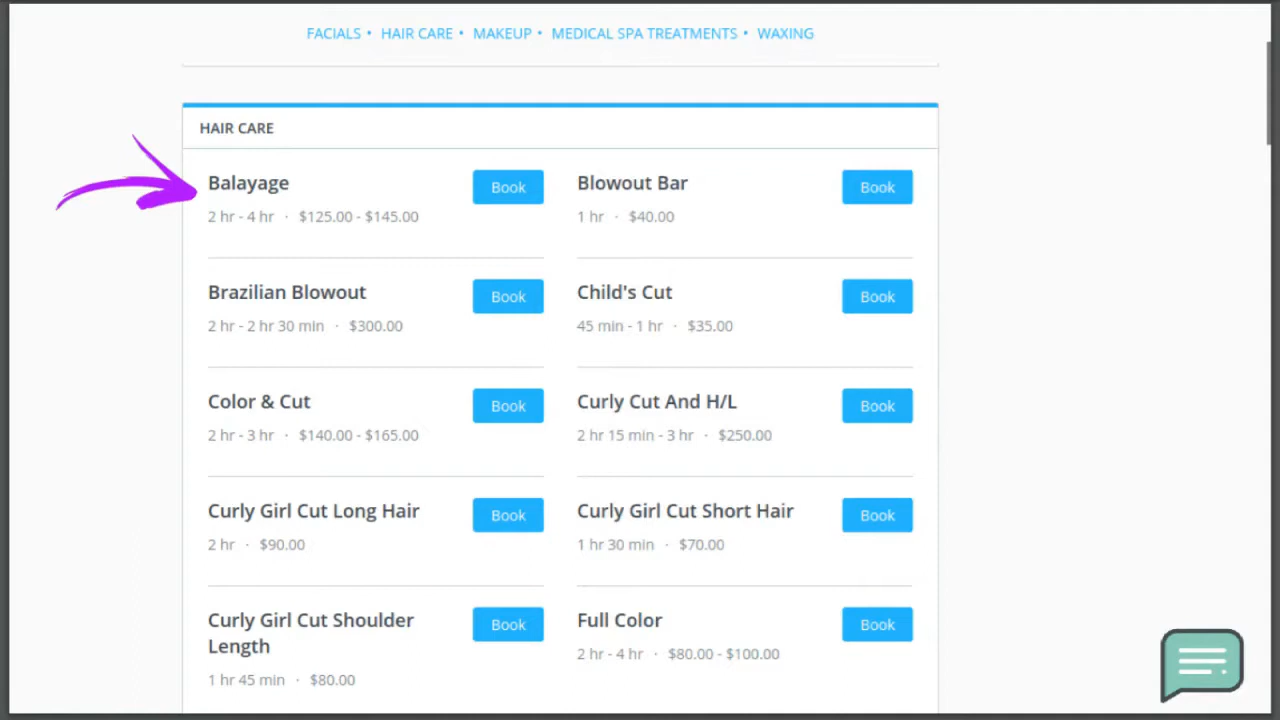 FACIALS • HAIR CARE • MAKEUP • MEDICAL SPA TREATMENTS • WAXING
HAIR CARE
Balayage
Book
2 hr - 4 hr · $125.00 - $145.00
Blowout Bar
Book
1 hr · $40.00
Brazilian Blowout
Book
2 hr - 2 hr 30 min · $300.00
Child's Cut
Book
45 min - 1 hr · $35.00
Color & Cut
Book
2 hr - 3 hr · $140.00 - $165.00
Curly Cut And H/L
Book
2 hr 15 min - 3 hr · $250.00
Curly Girl Cut Long Hair
Book
2 hr · $90.00
Curly Girl Cut Short Hair
Book
1 hr 30 min · $70.00
Curly Girl Cut Shoulder
Length
Book
1 hr 45 min · $80.00
Full Color
Book
2 hr - 4 hr · $80.00 - $100.00